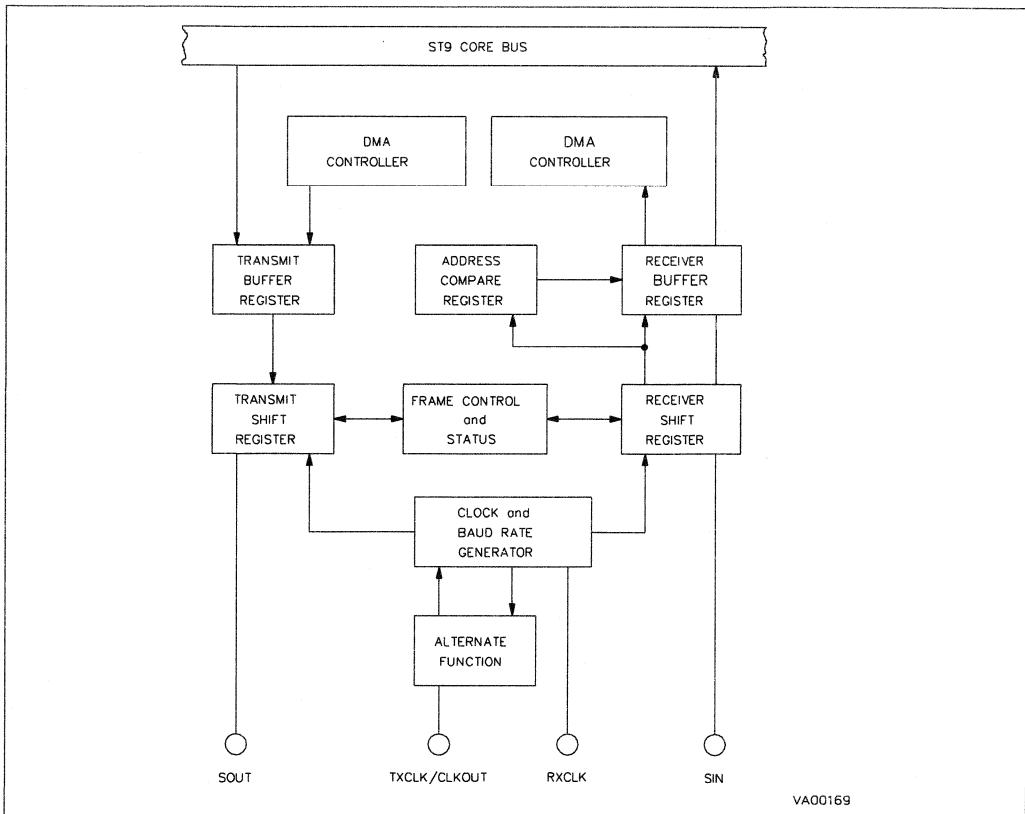 ST9 CORE BUS
DMA
CONTROLLER
DMA
CONTROLLER
TRANSMIT
BUFFER
REGISTER
ADDRESS
COMPARE
REGISTER
RECEIVER
BUFFER
REGISTER
TRANSMIT
SHIFT
REGISTER
FRAME CONTROL
and
STATUS
RECEIVER
SHIFT
REGISTER
CLOCK and
BAUD RATE
GENERATOR
ALTERNATE
FUNCTION
SOUT
TXCLK/CLKOUT
RXCLK
SIN
VA00169